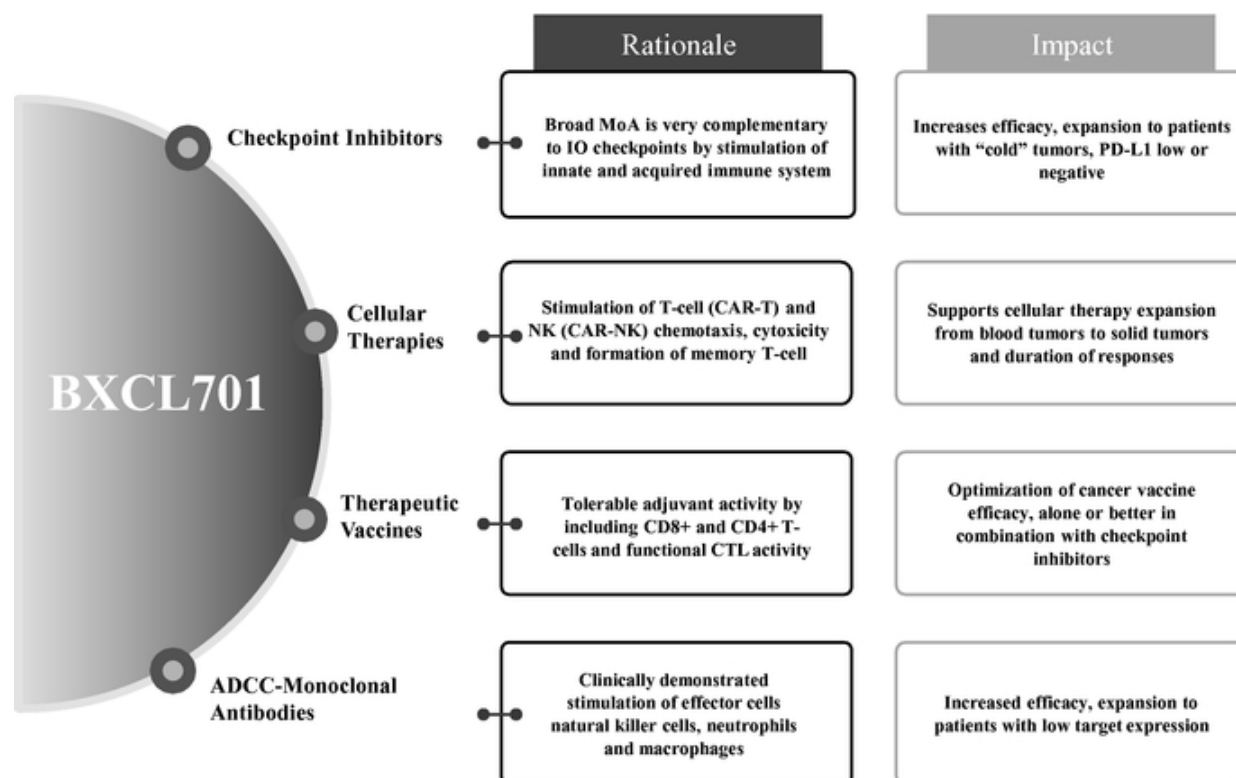 Rationale
Impact
BXCL701
Checkpoint Inhibitors
Broad MoA is very complementary
to IO checkpoints by stimulation of
innate and acquired immune system
Increases efficacy, expansion to patients
with “cold” tumors, PD-L1 low or
negative
Cellular
Therapies
Stimulation of T-cell (CAR-T) and
NK (CAR-NK) chemotaxis, cytoxicity
and formation of memory T-cell
Supports cellular therapy expansion
from blood tumors to solid tumors
and duration of responses
Therapeutic
Vaccines
Tolerable adjuvant activity by
including CD8+ and CD4+ T-
cells and functional CTL activity
Optimization of cancer vaccine
efficacy, alone or better in
combination with checkpoint
inhibitors
ADCC-Monoclonal
Antibodies
Clinically demonstrated
stimulation of effector cells
natural killer cells, neutrophils
and macrophages
Increased efficacy, expansion to
patients with low target expression